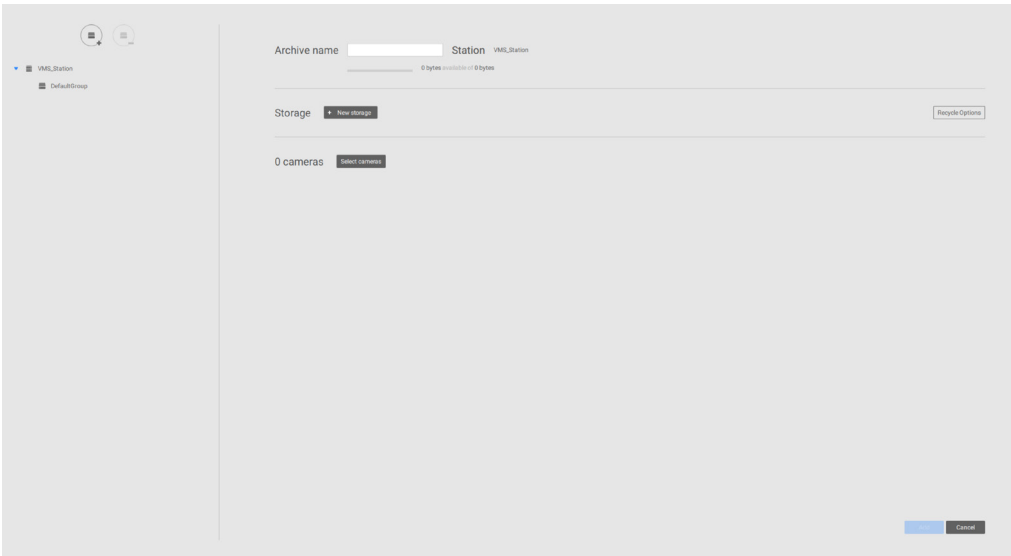 VMS_Station
DefaultGroup
Archive name
Station VMS_Station
0 bytes available of 0 bytes
Storage
+ New storage
Recycle Options
0 cameras
Select cameras
Cancel